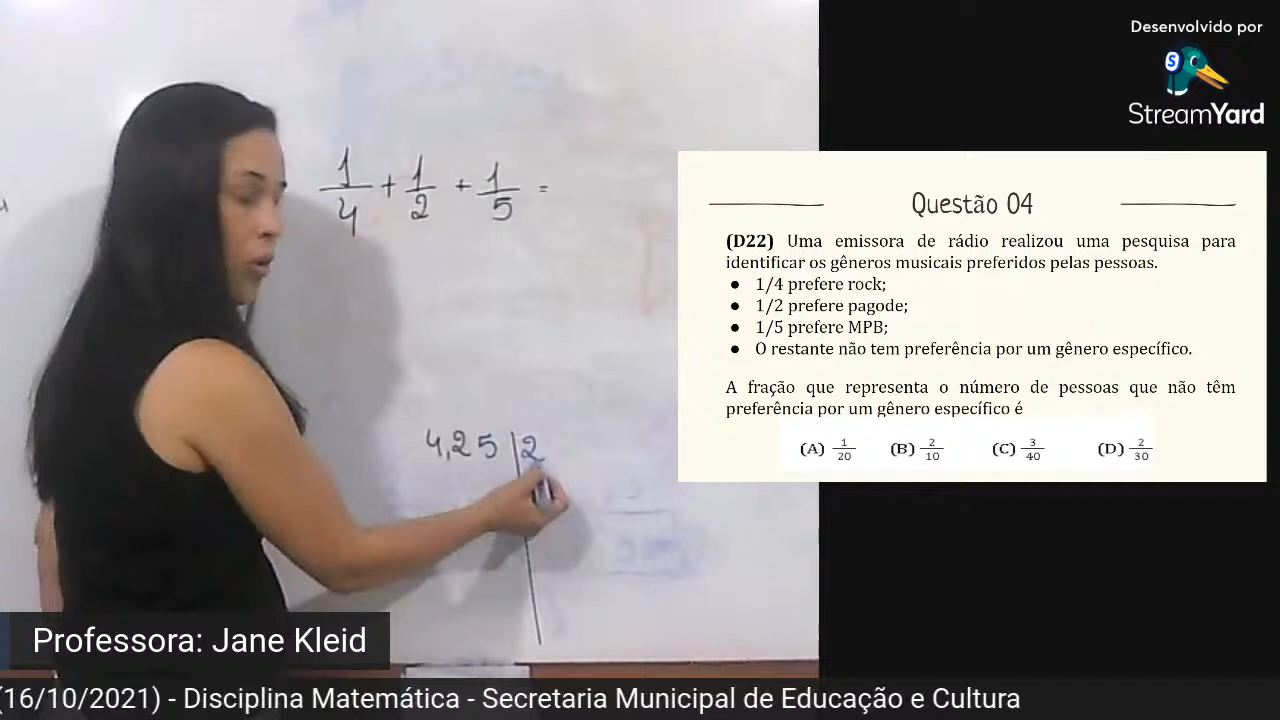 Desenvolvido por
StreamYard
1/4 + 1/2 + 1/5 =
4,25 | 2
Questão 04
(D22) Uma emissora de rádio realizou uma pesquisa para
identificar os gêneros musicais preferidos pelas pessoas.
● 1/4 prefere rock;
● 1/2 prefere pagode;
● 1/5 prefere MPB;
● O restante não tem preferência por um gênero específico.
A fração que representa o número de pessoas que não têm
preferência por um gênero específico é
(A) 1/20 (B) 2/10 (C) 3/40 (D) 2/30
Professora: Jane Kleid
(16/10/2021) - Disciplina Matemática - Secretaria Municipal de Educação e Cultura